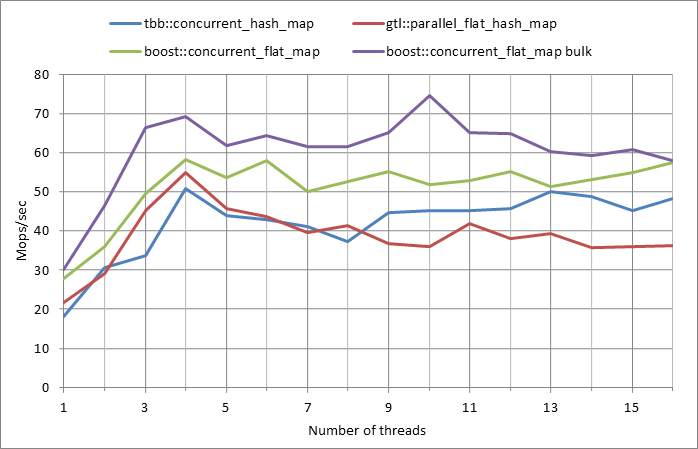 tbb::concurrent_hash_map
gtl::parallel_flat_hash_map
boost::concurrent_flat_map
boost::concurrent_flat_map bulk
80
70
60
50
40
30
20
10
0
Mops/sec
1 3 5 7 9 11 13 15
Number of threads